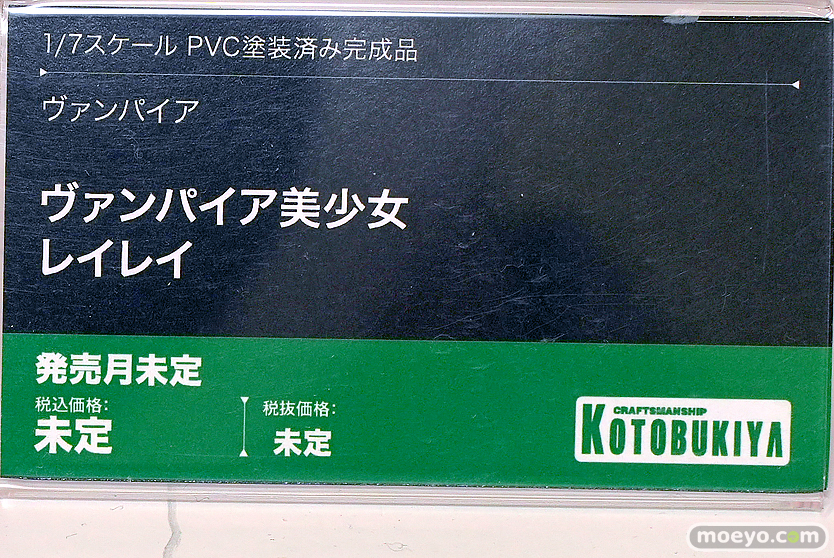 1/7スケール PVC塗装済み完成品
ヴァンパイア
ヴァンパイア美少女
レイレイ
発売月未定
税込価格:
未定
税抜価格:
未定
CRAFTSMANSHIP
KOTOBUKIYA
moeyo.com